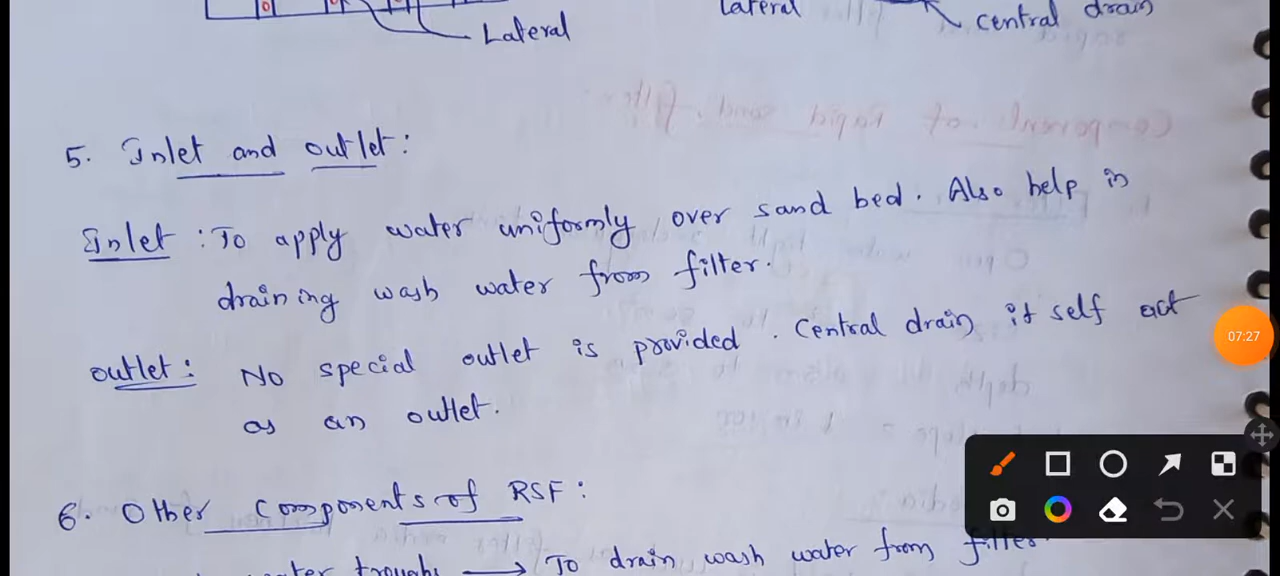 Lateral
Lateral
central drain
5. Inlet and outlet:
Inlet : To apply water uniformly over sand bed. Also help in
draining wash water from filter.
outlet: No special outlet is provided. Central drain it self act
as an outlet.
6. Other Components of RSF:
troughs → To drain wash water from filter.
07:27